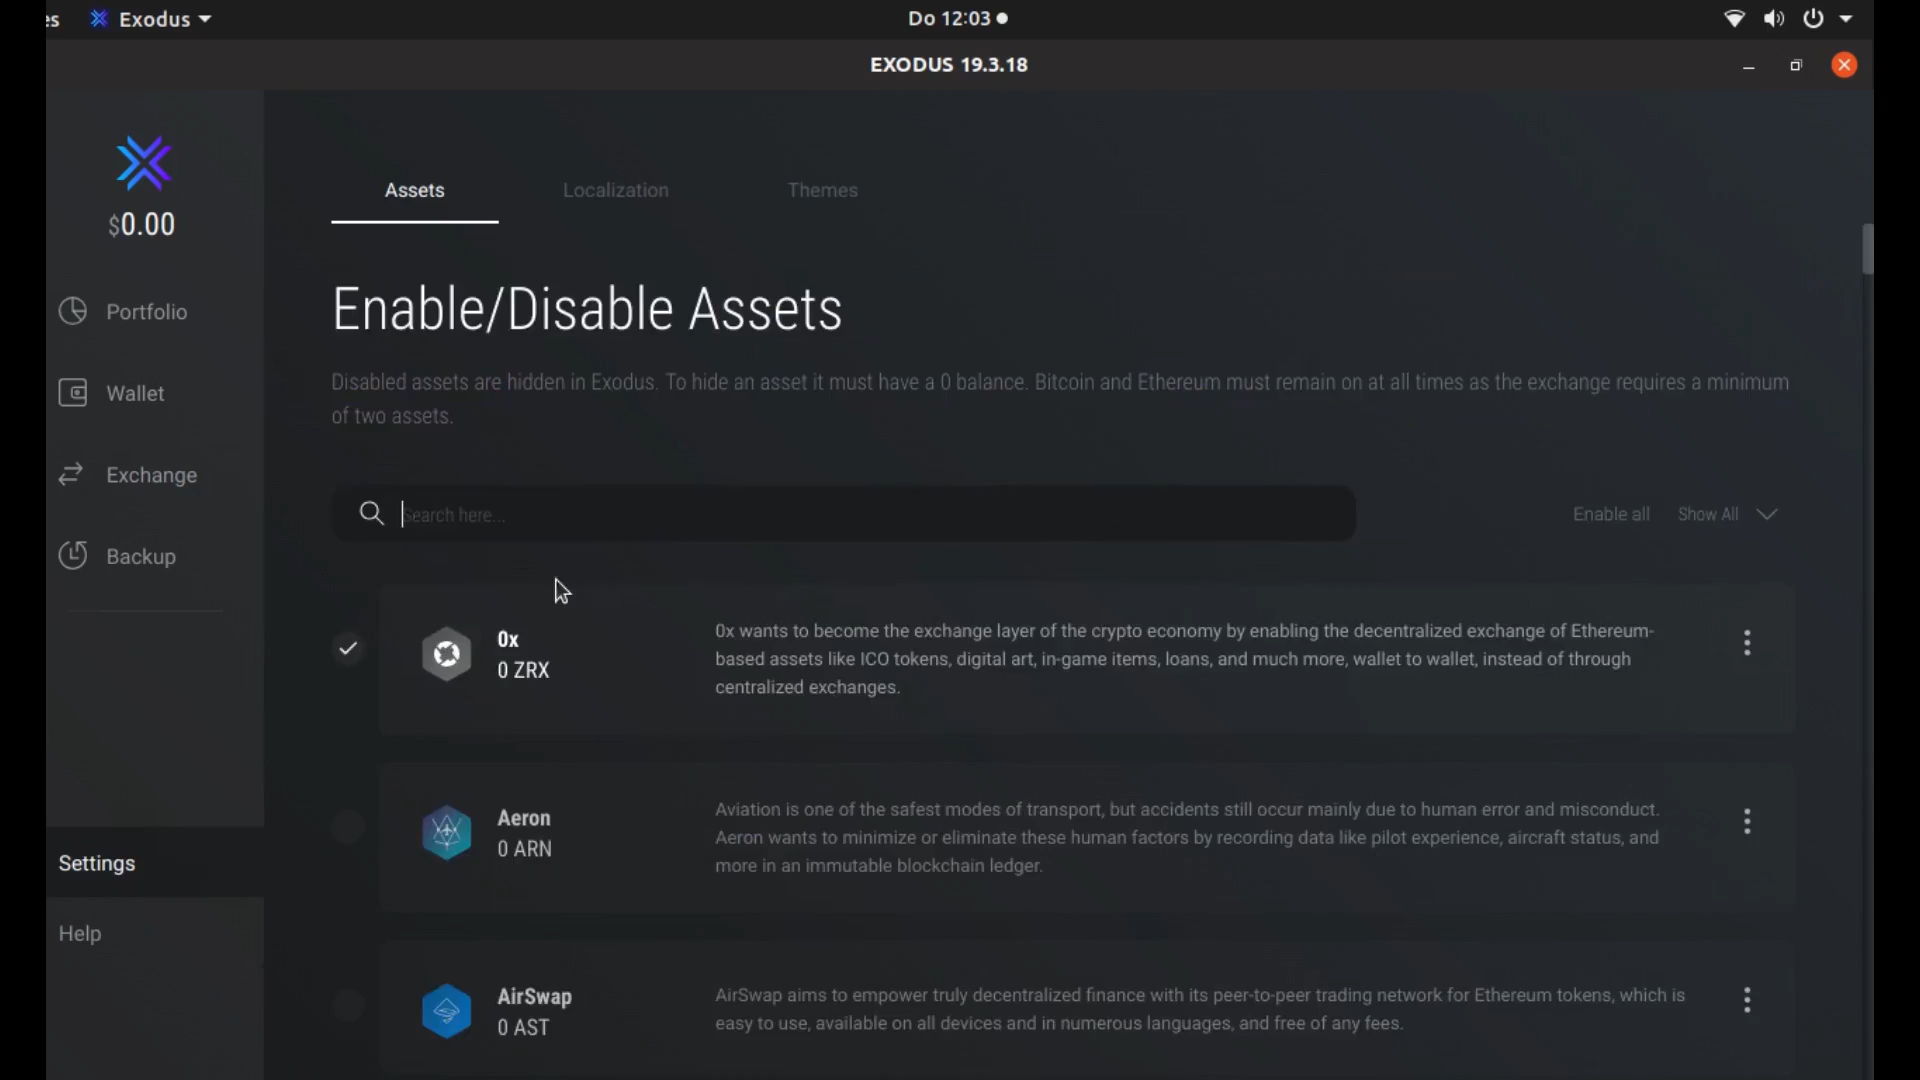 es
Exodus
Do 12:03
EXODUS 19.3.18
$0.00
Portfolio
Wallet
Exchange
Backup
Settings
Help
Assets
Localization
Themes
Enable/Disable Assets
Disabled assets are hidden in Exodus. To hide an asset it must have a 0 balance. Bitcoin and Ethereum must remain on at all times as the exchange requires a minimum
of two assets.
Search here...
Enable all
Show All
0x
0 ZRX
0x wants to become the exchange layer of the crypto economy by enabling the decentralized exchange of Ethereum-
based assets like ICO tokens, digital art, in-game items, loans, and much more, wallet to wallet, instead of through
centralized exchanges.
Aeron
0 ARN
Aviation is one of the safest modes of transport, but accidents still occur mainly due to human error and misconduct.
Aeron wants to minimize or eliminate these human factors by recording data like pilot experience, aircraft status, and
more in an immutable blockchain ledger.
AirSwap
0 AST
AirSwap aims to empower truly decentralized finance with its peer-to-peer trading network for Ethereum tokens, which is
easy to use, available on all devices and in numerous languages, and free of any fees.